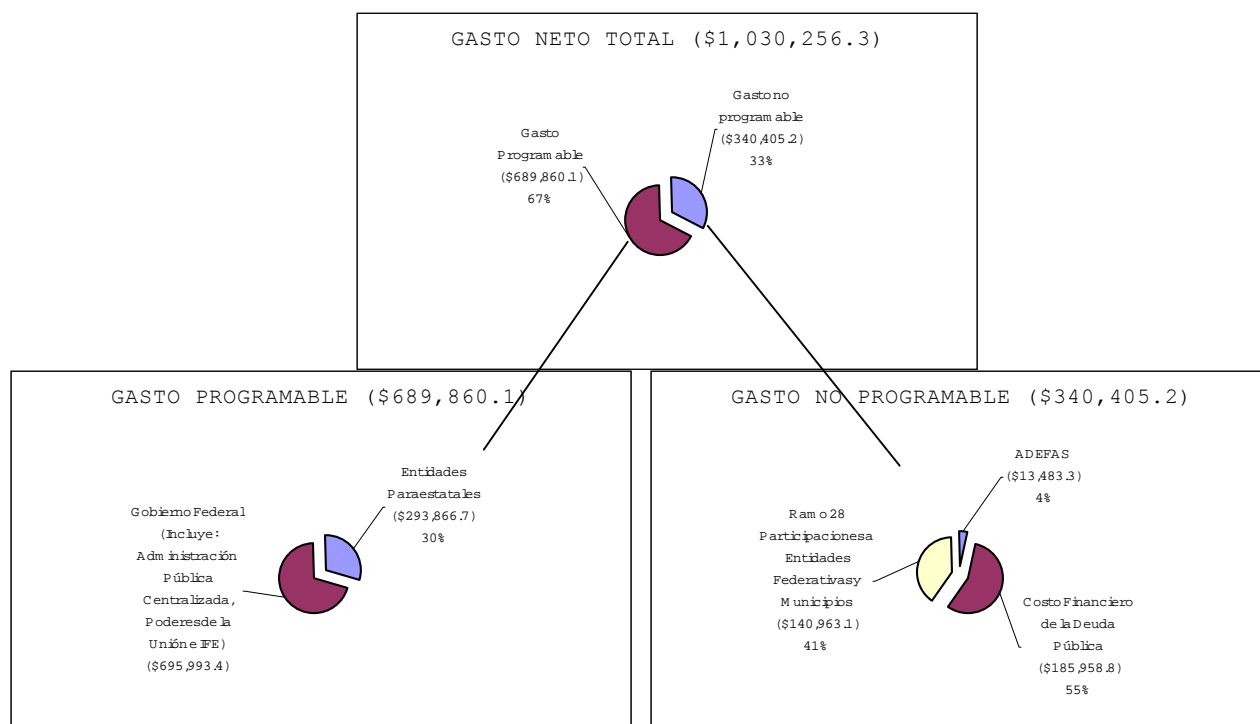 GASTO NETO TOTAL ($1,030,256.3)
Gasto no
programable
($340,405.2)
33%
Gasto
Programable
($689,860.1)
67%
GASTO PROGRAMABLE ($689,860.1)
Entidades
Paraestatales
($293,866.7)
30%
Gobierno Federal
(Incluye:
Administración
Pública
Centralizada,
Poderes de la
Unión e IFE)
($695,993.4)
GASTO NO PROGRAMABLE ($340,405.2)
ADEFAS
($13,483.3)
4%
Ramo 28
Participaciones a
Entidades
Federativas y
Municipios
($140,963.1)
41%
Costo Financiero
de la Deuda
Pública
($185,958.8)
55%